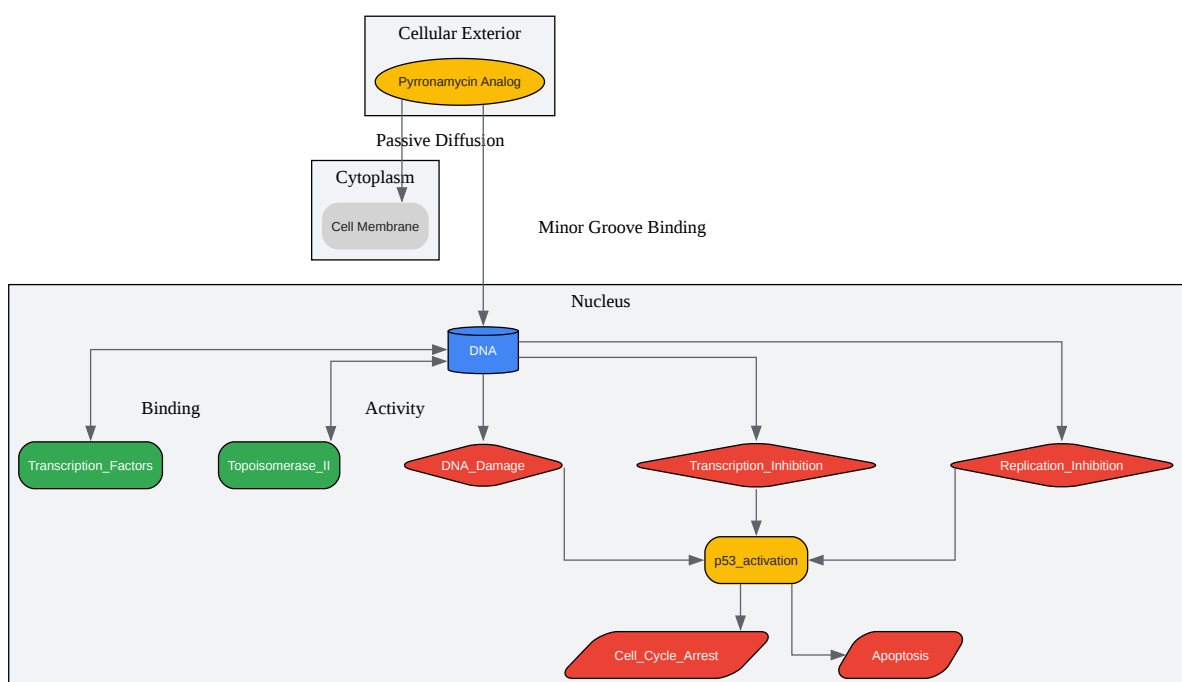 Cellular Exterior
Pyrronamycin Analog
Passive Diffusion
Cytoplasm
Cell Membrane
Minor Groove Binding
Nucleus
DNA
Binding
Activity
Transcription_Factors
Topoisomerase_II
DNA_Damage
Transcription_Inhibition
Replication_Inhibition
p53_activation
Cell_Cycle_Arrest
Apoptosis